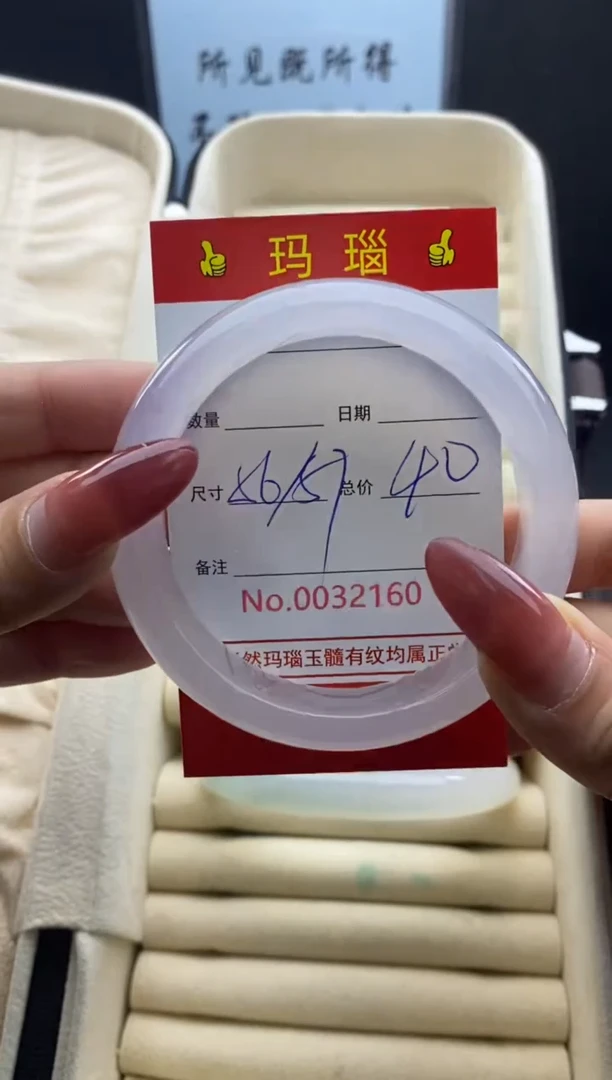 所见既所得
玛瑙
数量 日期
尺寸 56/57 总价 40
备注
No.0032160
然玛瑙玉髓有纹均属正